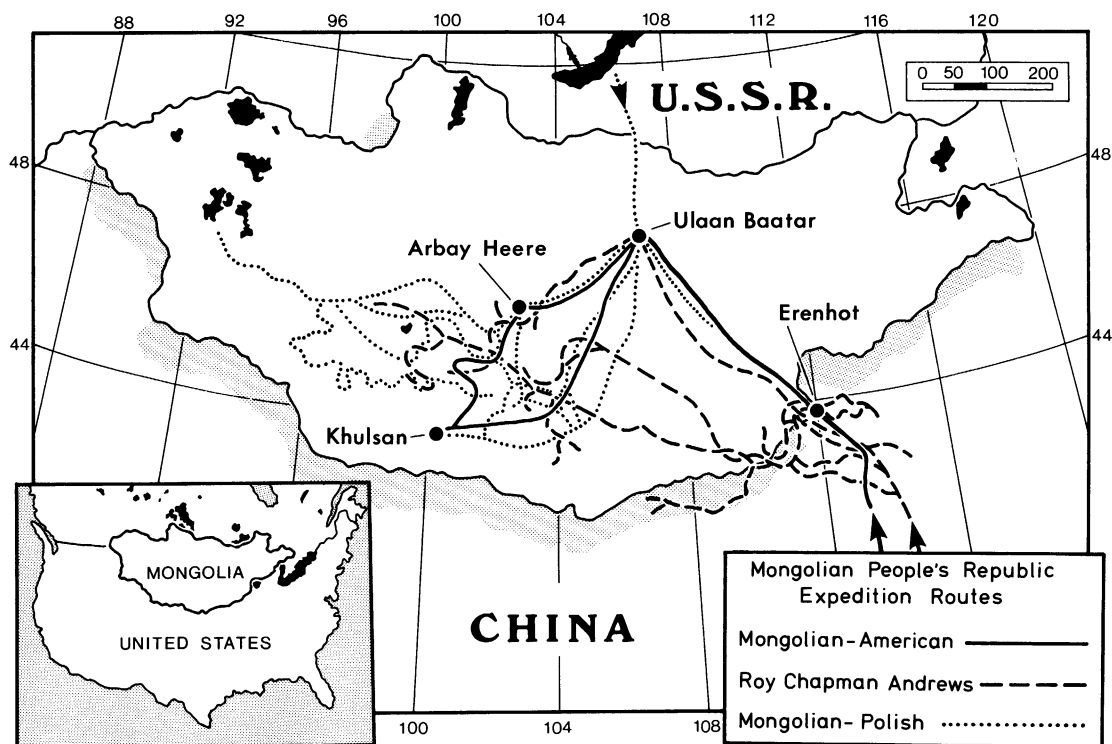 88 92 96 100 104 108 112 116 120
0 50 100 200
U.S.S.R.
48 48
Ulaan Baatar
Arbay Heere
Erenhot
44 44
Khulsan
MONGOLIA
UNITED STATES
CHINA
Mongolian People's Republic
Expedition Routes
Mongolian-American
Roy Chapman Andrews
Mongolian-Polish
100 104 108